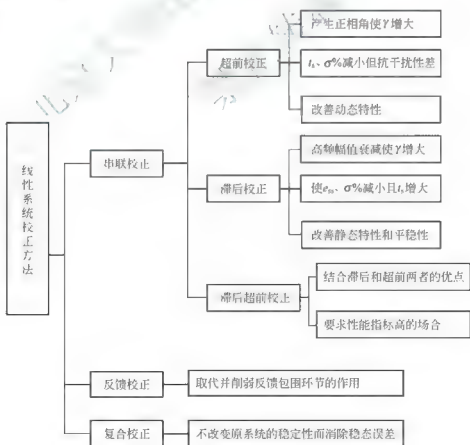 产生正相角使γ增大
超前校正
tₛ、σ%减小但抗干扰性差
改善动态特性
线性系统校正方法
串联校正
高频幅值衰减使γ增大
滞后校正
使eₛₛ、σ%减小且tₛ增大
改善静态特性和平稳性
滞后超前校正
结合滞后和超前两者的优点
要求性能指标高的场合
反馈校正
取代并削弱反馈包围环节的作用
复合校正
不改变原系统的稳定性而消除稳态误差